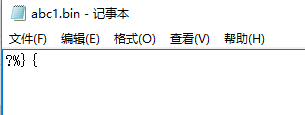 abc1.bin - 记事本
文件(F) 编辑(E) 格式(O) 查看(V) 帮助(H)
?%} {